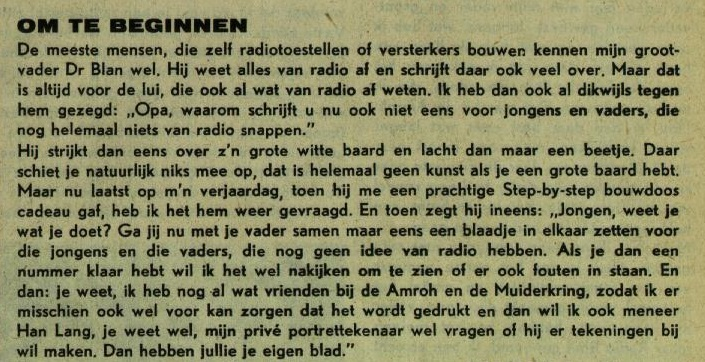 OM TE BEGINNEN
De meeste mensen, die zelf radiotoestellen of versterkers bouwen kennen mijn groot-
vader Dr Blan wel. Hij weet alles van radio af en schrijft daar ook veel over. Maar dat
is altijd voor de lui, die ook al wat van radio af weten. Ik heb dan ook al dikwijls tegen
hem gezegd: „Opa, waarom schrijft u nu ook niet eens voor jongens en vaders, die
nog helemaal niets van radio snappen.”
Hij strijkt dan eens over z'n grote witte baard en lacht dan maar een beetje. Daar
schiet je natuurlijk niks mee op, dat is helemaal geen kunst als je een grote baard hebt.
Maar nu laatst op m'n verjaardag, toen hij me een prachtige Step-by-step bouwdoos
cadeau gaf, heb ik het hem weer gevraagd. En toen zegt hij ineens: „Jongen, weet je
wat je doet? Ga jij nu met je vader samen maar eens een blaadje in elkaar zetten voor
die jongens en die vaders, die nog geen idee van radio hebben. Als je dan een
nummer klaar hebt wil ik het wel nakijken om te zien of er ook fouten in staan. En
dan: je weet, ik heb nog al wat vrienden bij de Amroh en de Muiderkring, zodat ik er
misschien ook wel voor kan zorgen dat het wordt gedrukt en dan wil ik ook meneer
Han Lang, je weet wel, mijn privé portrettekenaar wel vragen of hij er tekeningen bij
wil maken. Dan hebben jullie je eigen blad.”